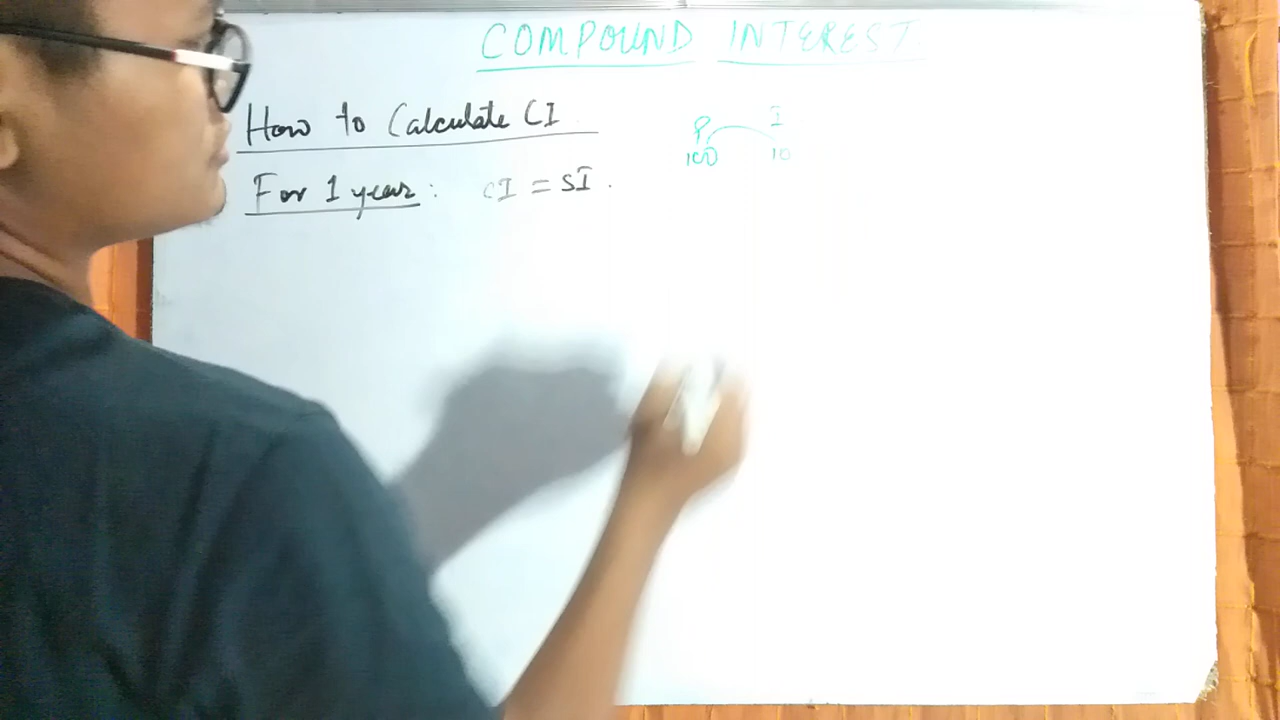 COMPOUND INTEREST
How to Calculate CI
P I
100 10
For 1 year: CI = SI.